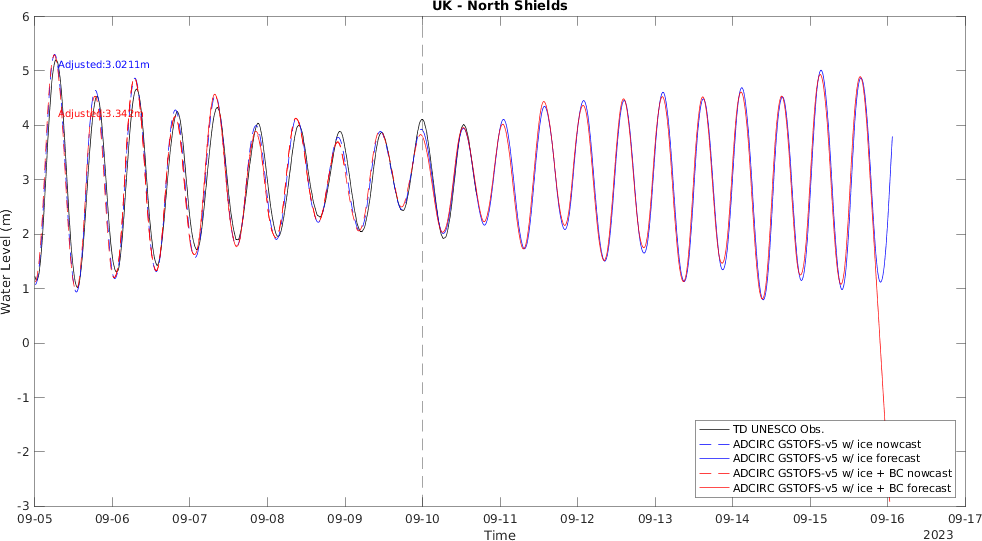 UK - North Shields
6
5
4
3
2
1
0
-1
-2
-3
Water Level (m)
Adjusted:3.0211m
Adjusted:3.342m
TD UNESCO Obs.
ADCIRC GSTOFS-v5 w/ ice nowcast
ADCIRC GSTOFS-v5 w/ ice forecast
ADCIRC GSTOFS-v5 w/ ice + BC nowcast
ADCIRC GSTOFS-v5 w/ ice + BC forecast
09-05 09-06 09-07 09-08 09-09 09-10 09-11 09-12 09-13 09-14 09-15 09-16 09-17
Time
2023